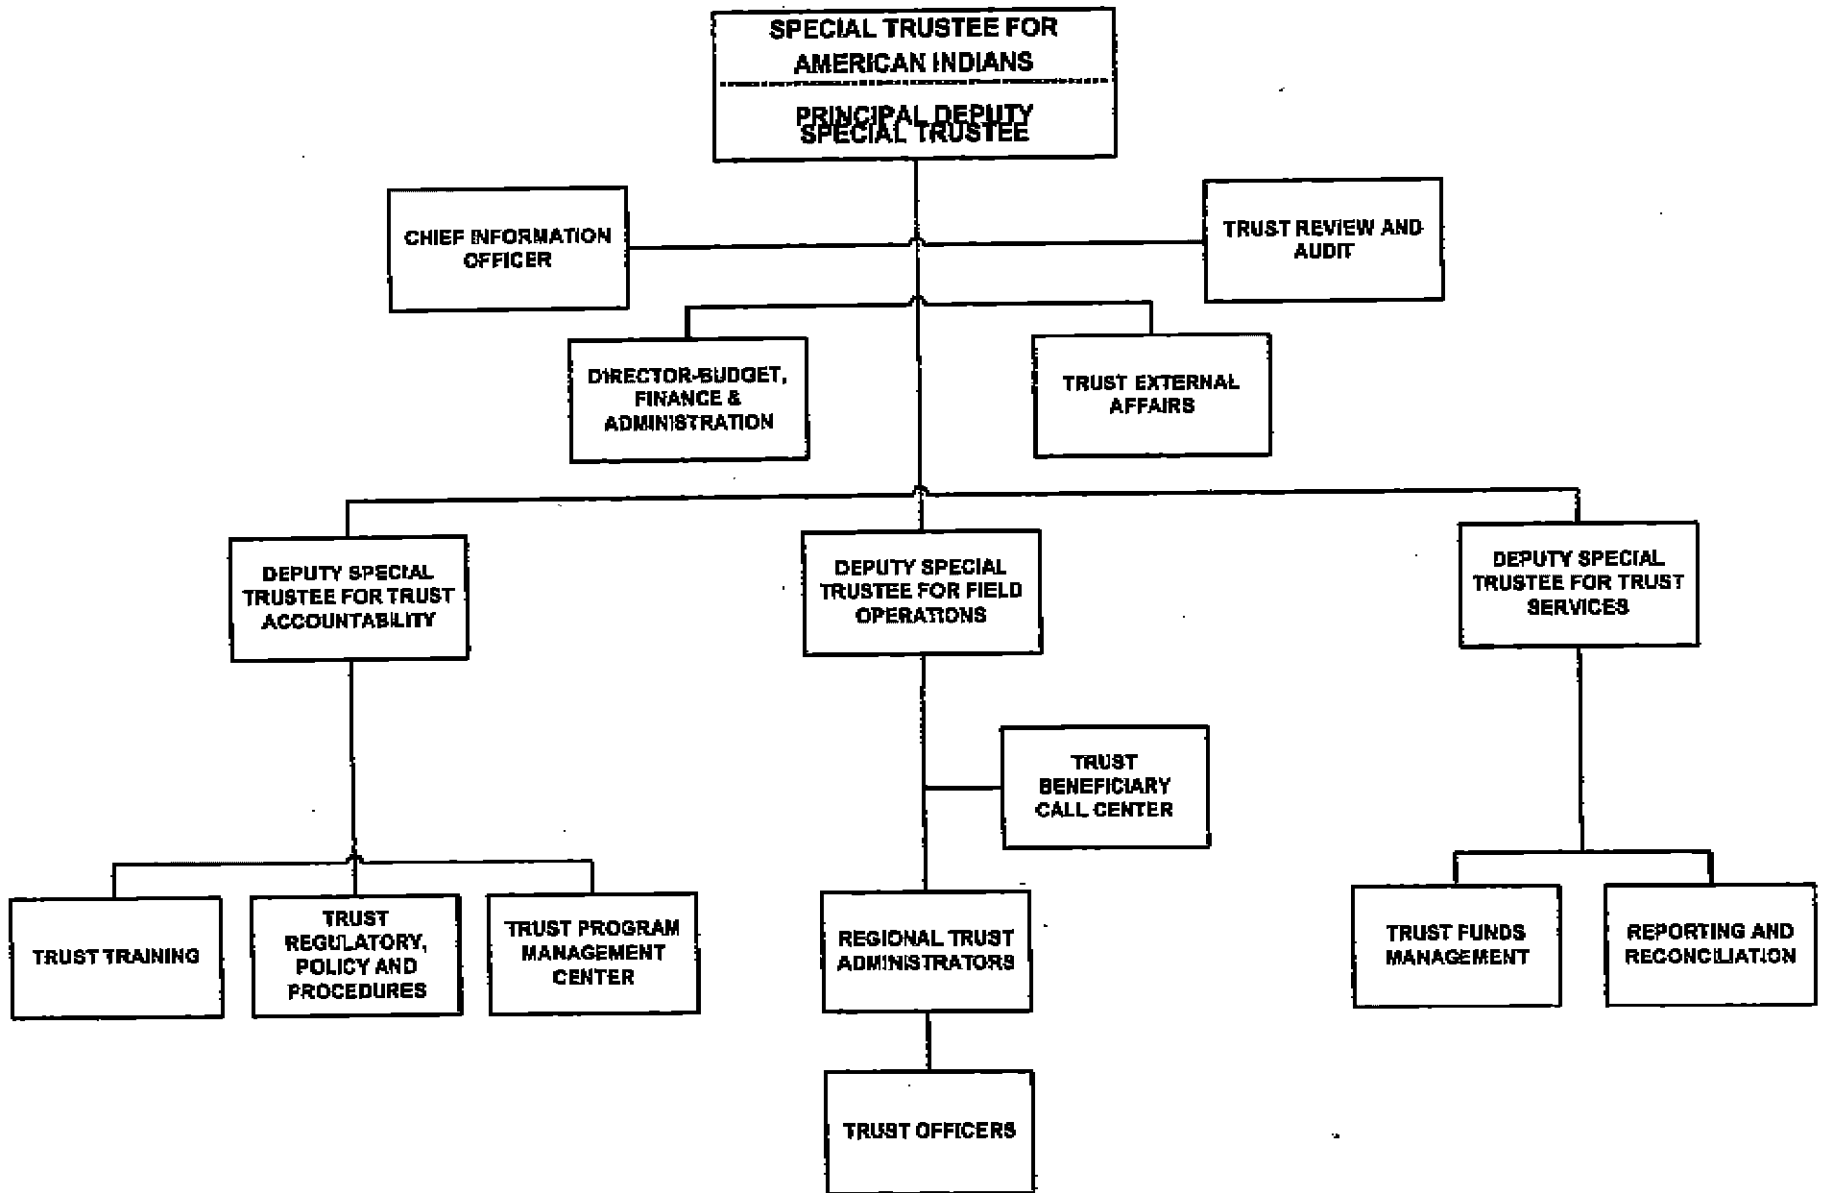 SPECIAL TRUSTEE FOR
AMERICAN INDIANS
PRINCIPAL DEPUTY
SPECIAL TRUSTEE
CHIEF INFORMATION
OFFICER
TRUST REVIEW AND
AUDIT
DIRECTOR-BUDGET,
FINANCE &
ADMINISTRATION
TRUST EXTERNAL
AFFAIRS
DEPUTY SPECIAL
TRUSTEE FOR TRUST
ACCOUNTABILITY
DEPUTY SPECIAL
TRUSTEE FOR FIELD
OPERATIONS
DEPUTY SPECIAL
TRUSTEE FOR TRUST
SERVICES
TRUST
BENEFICIARY
CALL CENTER
TRUST TRAINING
TRUST
REGULATORY,
POLICY AND
PROCEDURES
TRUST PROGRAM
MANAGEMENT
CENTER
REGIONAL TRUST
ADMINISTRATORS
TRUST FUNDS
MANAGEMENT
REPORTING AND
RECONCILIATION
TRUST OFFICERS